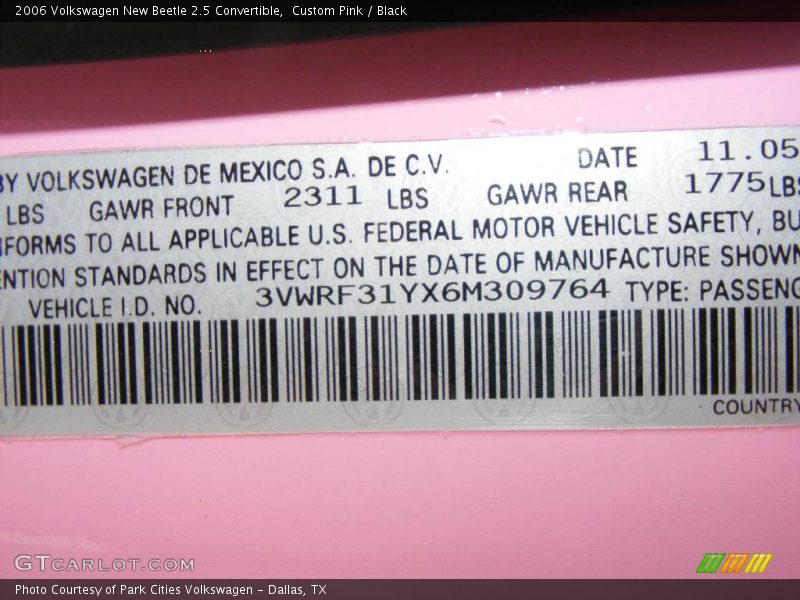 2006 Volkswagen New Beetle 2.5 Convertible,  Custom Pink / Black
BY VOLKSWAGEN DE MEXICO S.A. DE C.V. DATE 11.05
LBS GAWR FRONT 2311 LBS GAWR REAR 1775 LBS
NFORMS TO ALL APPLICABLE U.S. FEDERAL MOTOR VEHICLE SAFETY, BU
ENTION STANDARDS IN EFFECT ON THE DATE OF MANUFACTURE SHOWN
VEHICLE I.D. NO. 3VWRF31YX6M309764 TYPE: PASSENG
COUNTRY
GTCARLOT.COM
Photo Courtesy of Park Cities Volkswagen – Dallas, TX